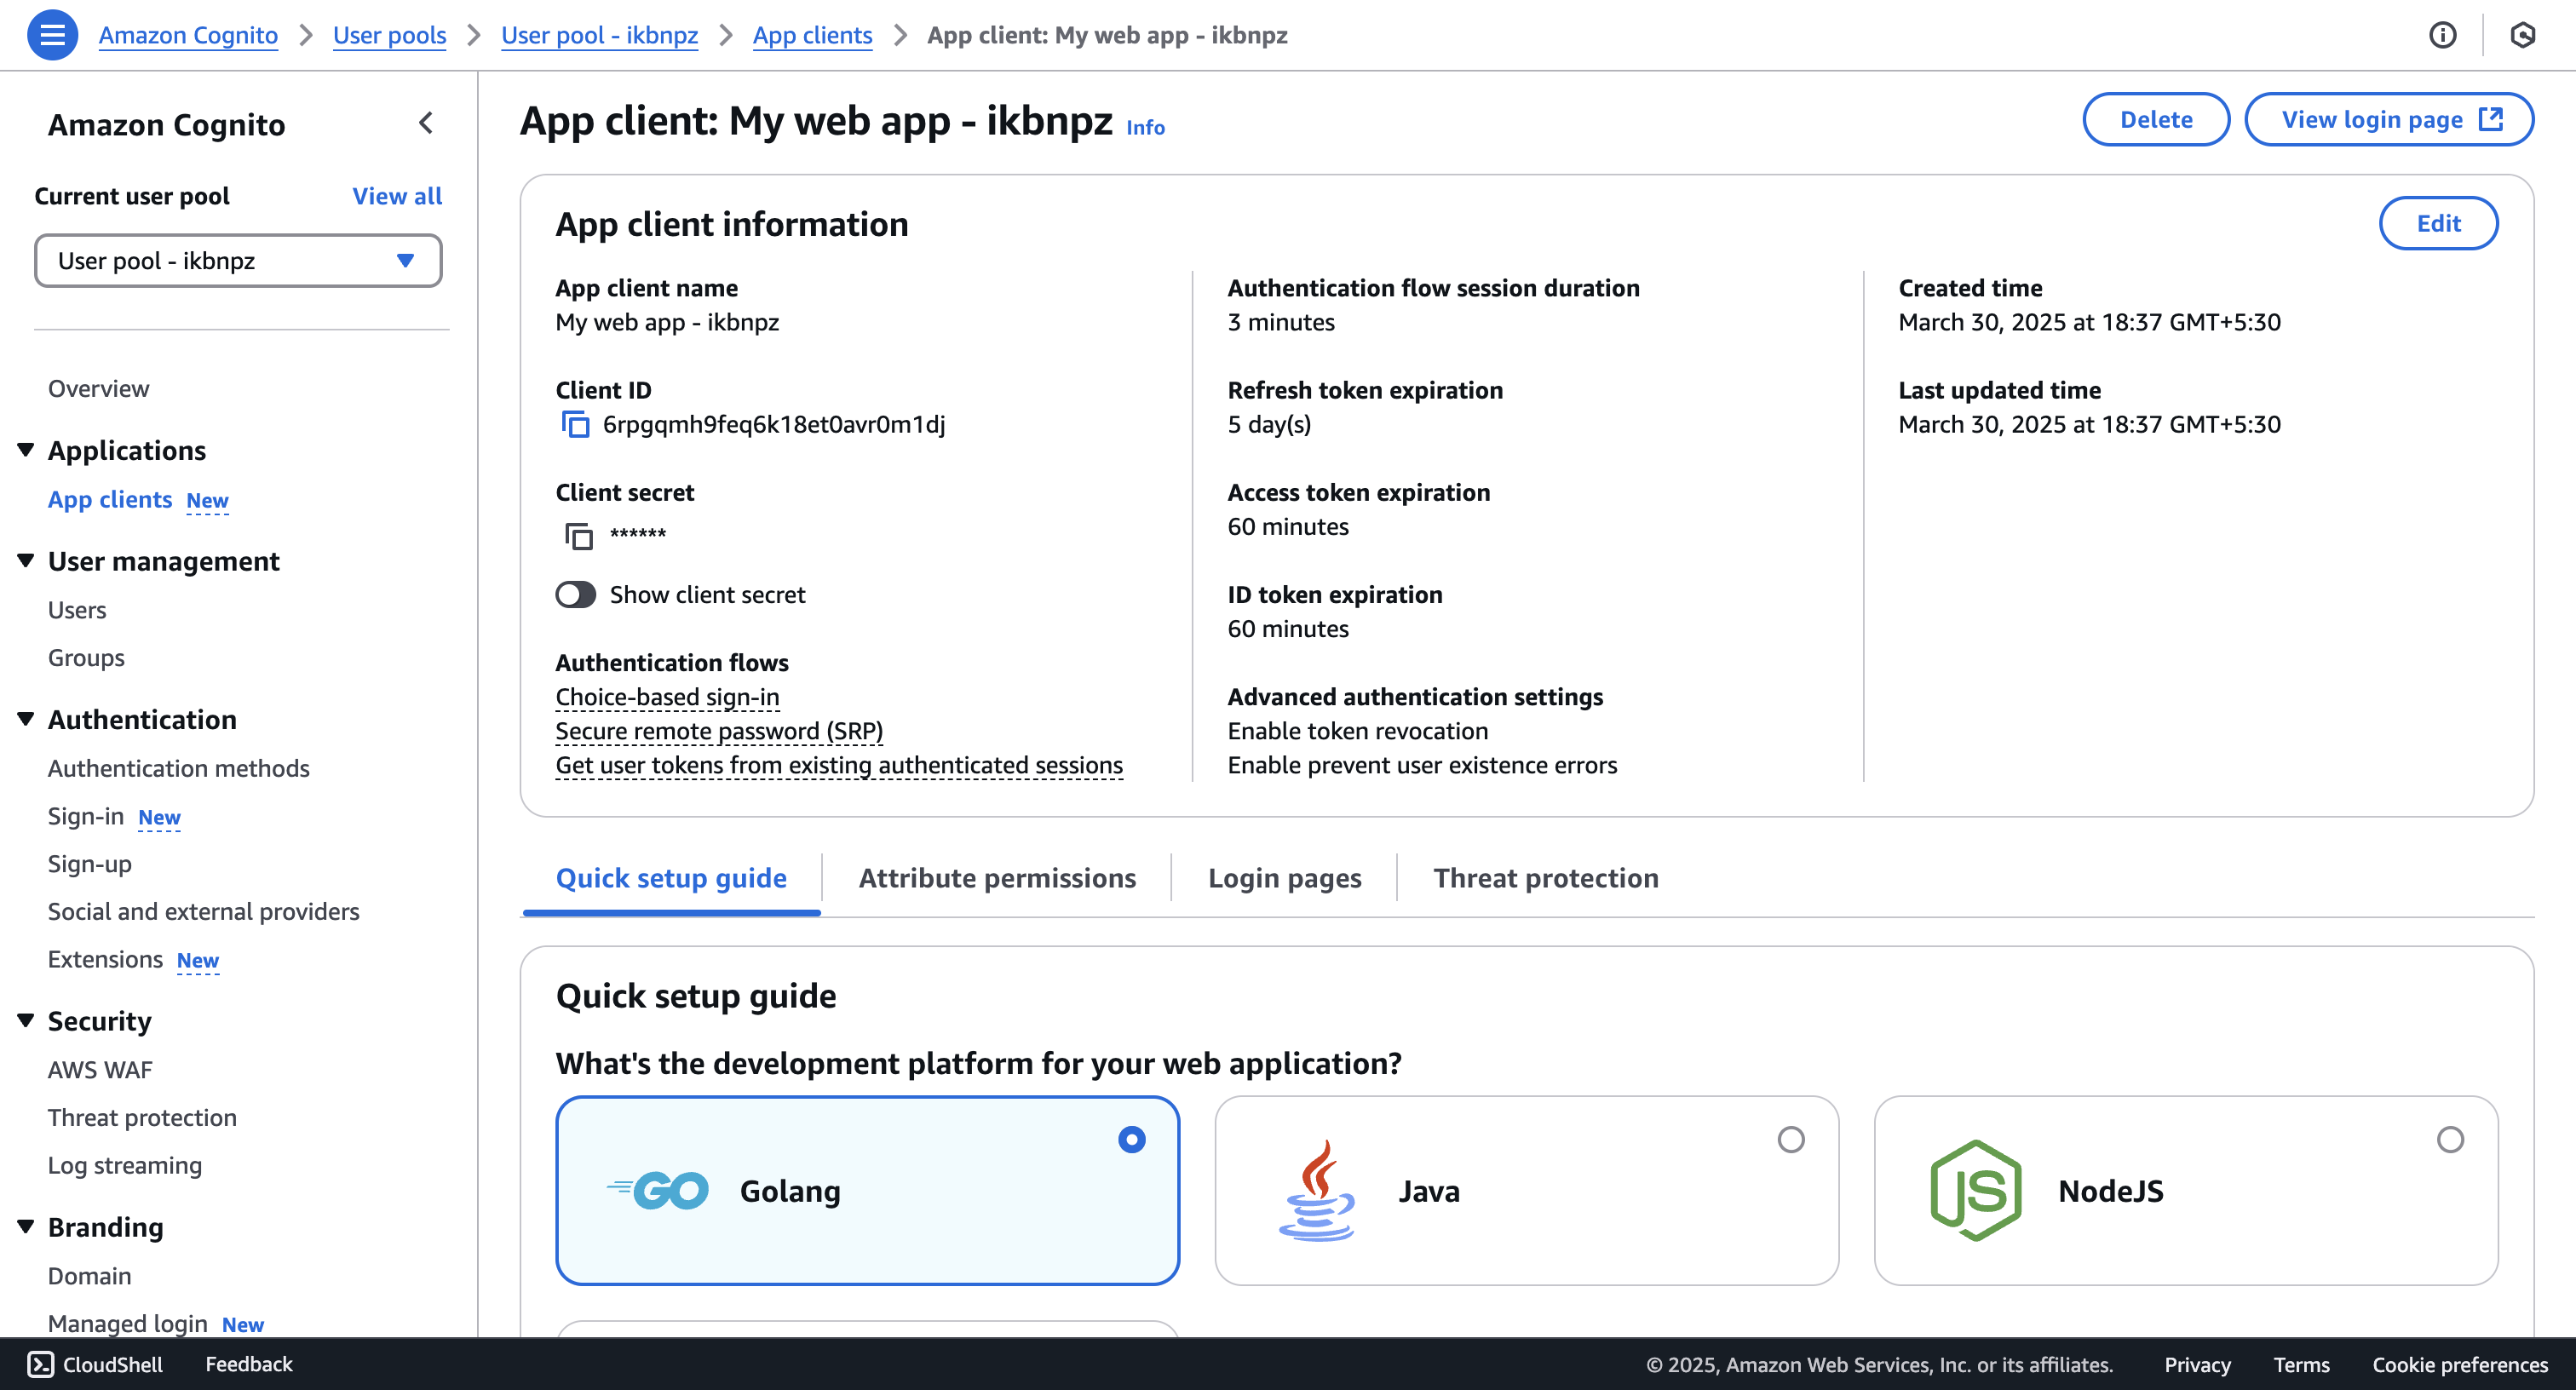 Amazon Cognito > User pools > User pool - ikbnpz > App clients > App client: My web app - ikbnpz
Amazon Cognito
Current user pool View all
User pool - ikbnpz
Overview
Applications
App clients New
User management
Users
Groups
Authentication
Authentication methods
Sign-in New
Sign-up
Social and external providers
Extensions New
Security
AWS WAF
Threat protection
Log streaming
Branding
Domain
Managed login New
App client: My web app - ikbnpz Info
Delete
View login page
App client information
Edit
App client name
My web app - ikbnpz
Client ID
6rpgqmh9feq6k18et0avr0m1dj
Client secret
******
Show client secret
Authentication flows
Choice-based sign-in
Secure remote password (SRP)
Get user tokens from existing authenticated sessions
Authentication flow session duration
3 minutes
Refresh token expiration
5 day(s)
Access token expiration
60 minutes
ID token expiration
60 minutes
Advanced authentication settings
Enable token revocation
Enable prevent user existence errors
Created time
March 30, 2025 at 18:37 GMT+5:30
Last updated time
March 30, 2025 at 18:37 GMT+5:30
Quick setup guide
Attribute permissions
Login pages
Threat protection
Quick setup guide
What's the development platform for your web application?
GO
Golang
Java
JS
NodeJS
CloudShell
Feedback
© 2025, Amazon Web Services, Inc. or its affiliates.
Privacy
Terms
Cookie preferences